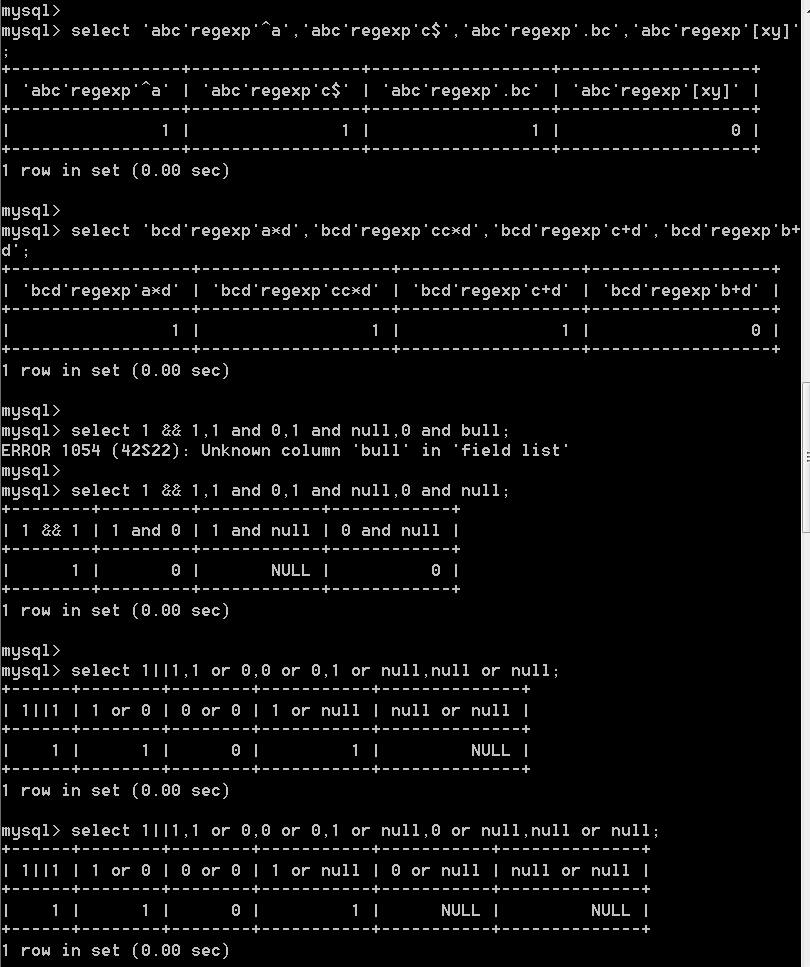 mysql>
mysql> select 'abc'regexp'^a','abc'regexp'c$','abc'regexp'.bc','abc'regexp'[xy]'
;
+------------------+------------------+-------------------+--------------------+
| 'abc'regexp'^a' | 'abc'regexp'c$' | 'abc'regexp'.bc' | 'abc'regexp'[xy]' |
+------------------+------------------+-------------------+--------------------+
|               1 |               1 |                1 |                 0 |
+------------------+------------------+-------------------+--------------------+
1 row in set (0.00 sec)

mysql>
mysql> select 'bcd'regexp'a*d','bcd'regexp'cc*d','bcd'regexp'c+d','bcd'regexp'b+
d';
+------------------+-------------------+------------------+------------------+
| 'bcd'regexp'a*d' | 'bcd'regexp'cc*d' | 'bcd'regexp'c+d' | 'bcd'regexp'b+d' |
+------------------+-------------------+------------------+------------------+
|                1 |                 1 |                1 |                0 |
+------------------+-------------------+------------------+------------------+
1 row in set (0.00 sec)

mysql>
mysql> select 1 && 1,1 and 0,1 and null,0 and bull;
ERROR 1054 (42S22): Unknown column 'bull' in 'field list'
mysql>
mysql> select 1 && 1,1 and 0,1 and null,0 and null;
+--------+---------+------------+------------+
| 1 && 1 | 1 and 0 | 1 and null | 0 and null |
+--------+---------+------------+------------+
|      1 |       0 |       NULL |          0 |
+--------+---------+------------+------------+
1 row in set (0.00 sec)

mysql>
mysql> select 1||1,1 or 0,0 or 0,1 or null,null or null;
+------+--------+--------+-----------+--------------+
| 1||1 | 1 or 0 | 0 or 0 | 1 or null | null or null |
+------+--------+--------+-----------+--------------+
|    1 |      1 |      0 |         1 |         NULL |
+------+--------+--------+-----------+--------------+
1 row in set (0.00 sec)

mysql> select 1||1,1 or 0,0 or 0,1 or null,0 or null,null or null;
+------+--------+--------+-----------+-----------+--------------+
| 1||1 | 1 or 0 | 0 or 0 | 1 or null | 0 or null | null or null |
+------+--------+--------+-----------+-----------+--------------+
|    1 |      1 |      0 |         1 |      NULL |         NULL |
+------+--------+--------+-----------+-----------+--------------+
1 row in set (0.00 sec)